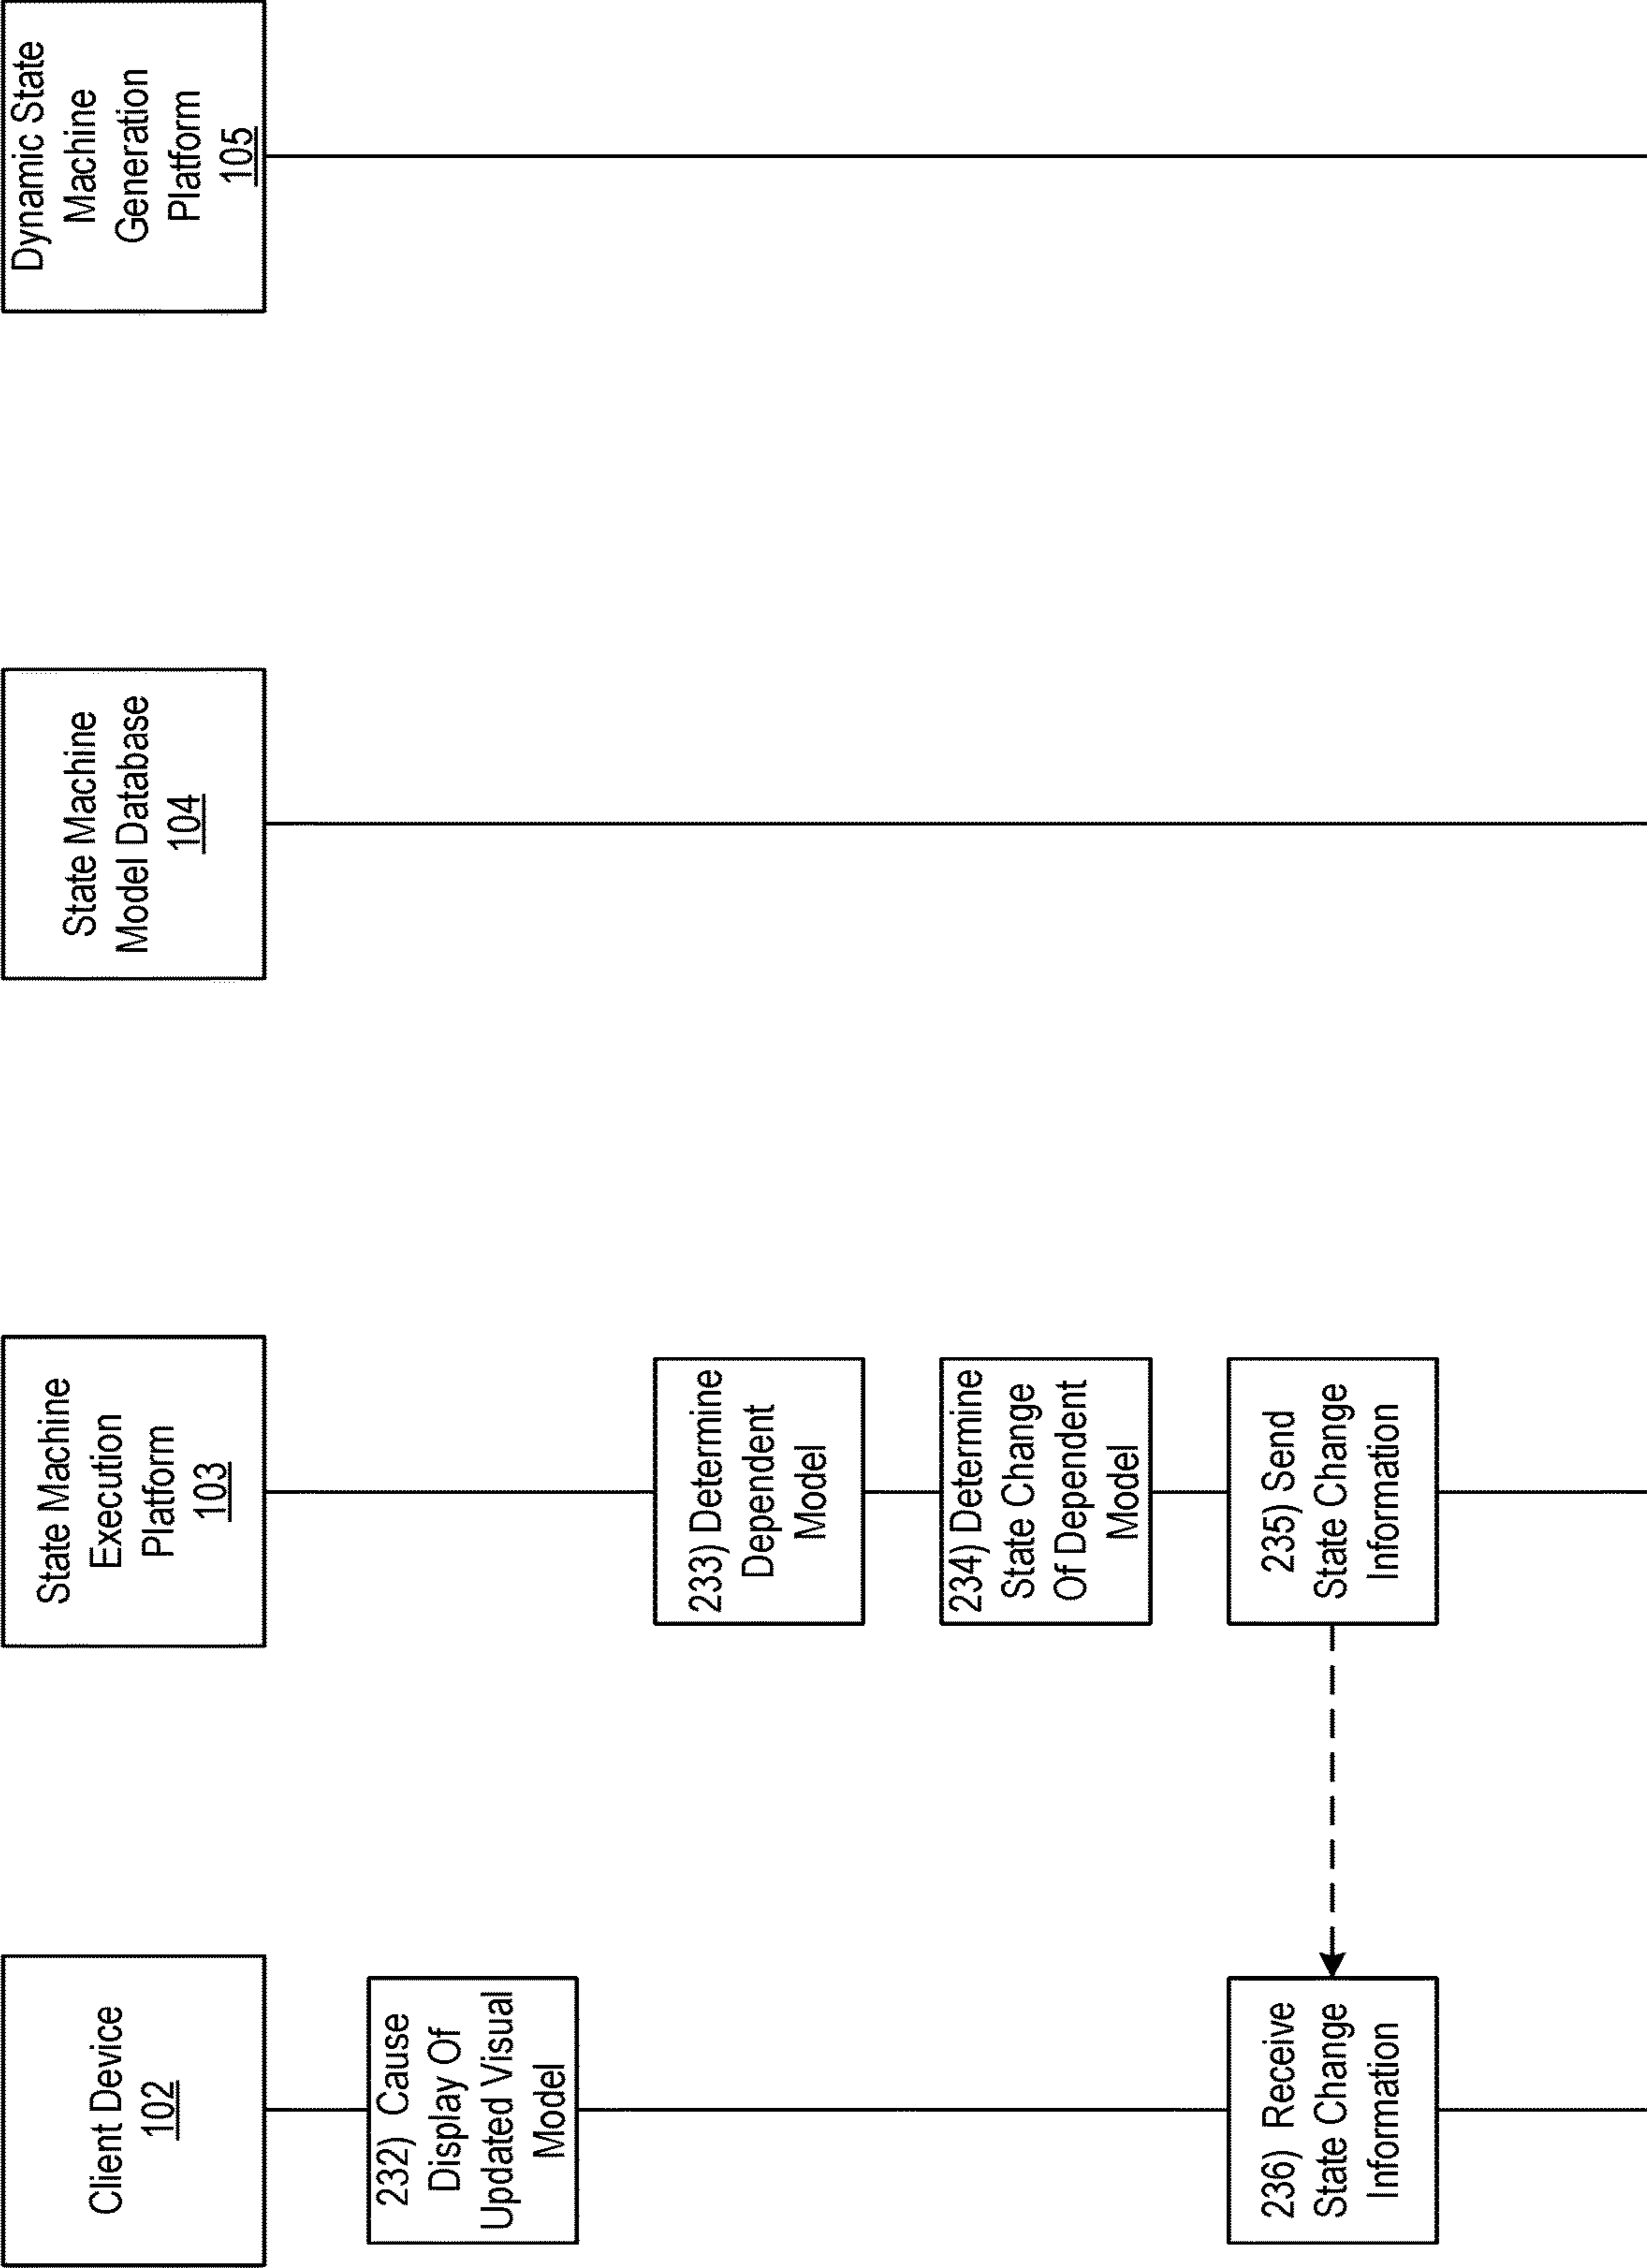 Client Device
102
State Machine
Execution
Platform
103
State Machine
Model Database
104
Dynamic State
Machine
Generation
Platform
105
232) Cause
Display Of
Updated Visual
Model
233) Determine
Dependent
Model
234) Determine
State Change
Of Dependent
Model
235) Send
State Change
Information
236) Receive
State Change
Information